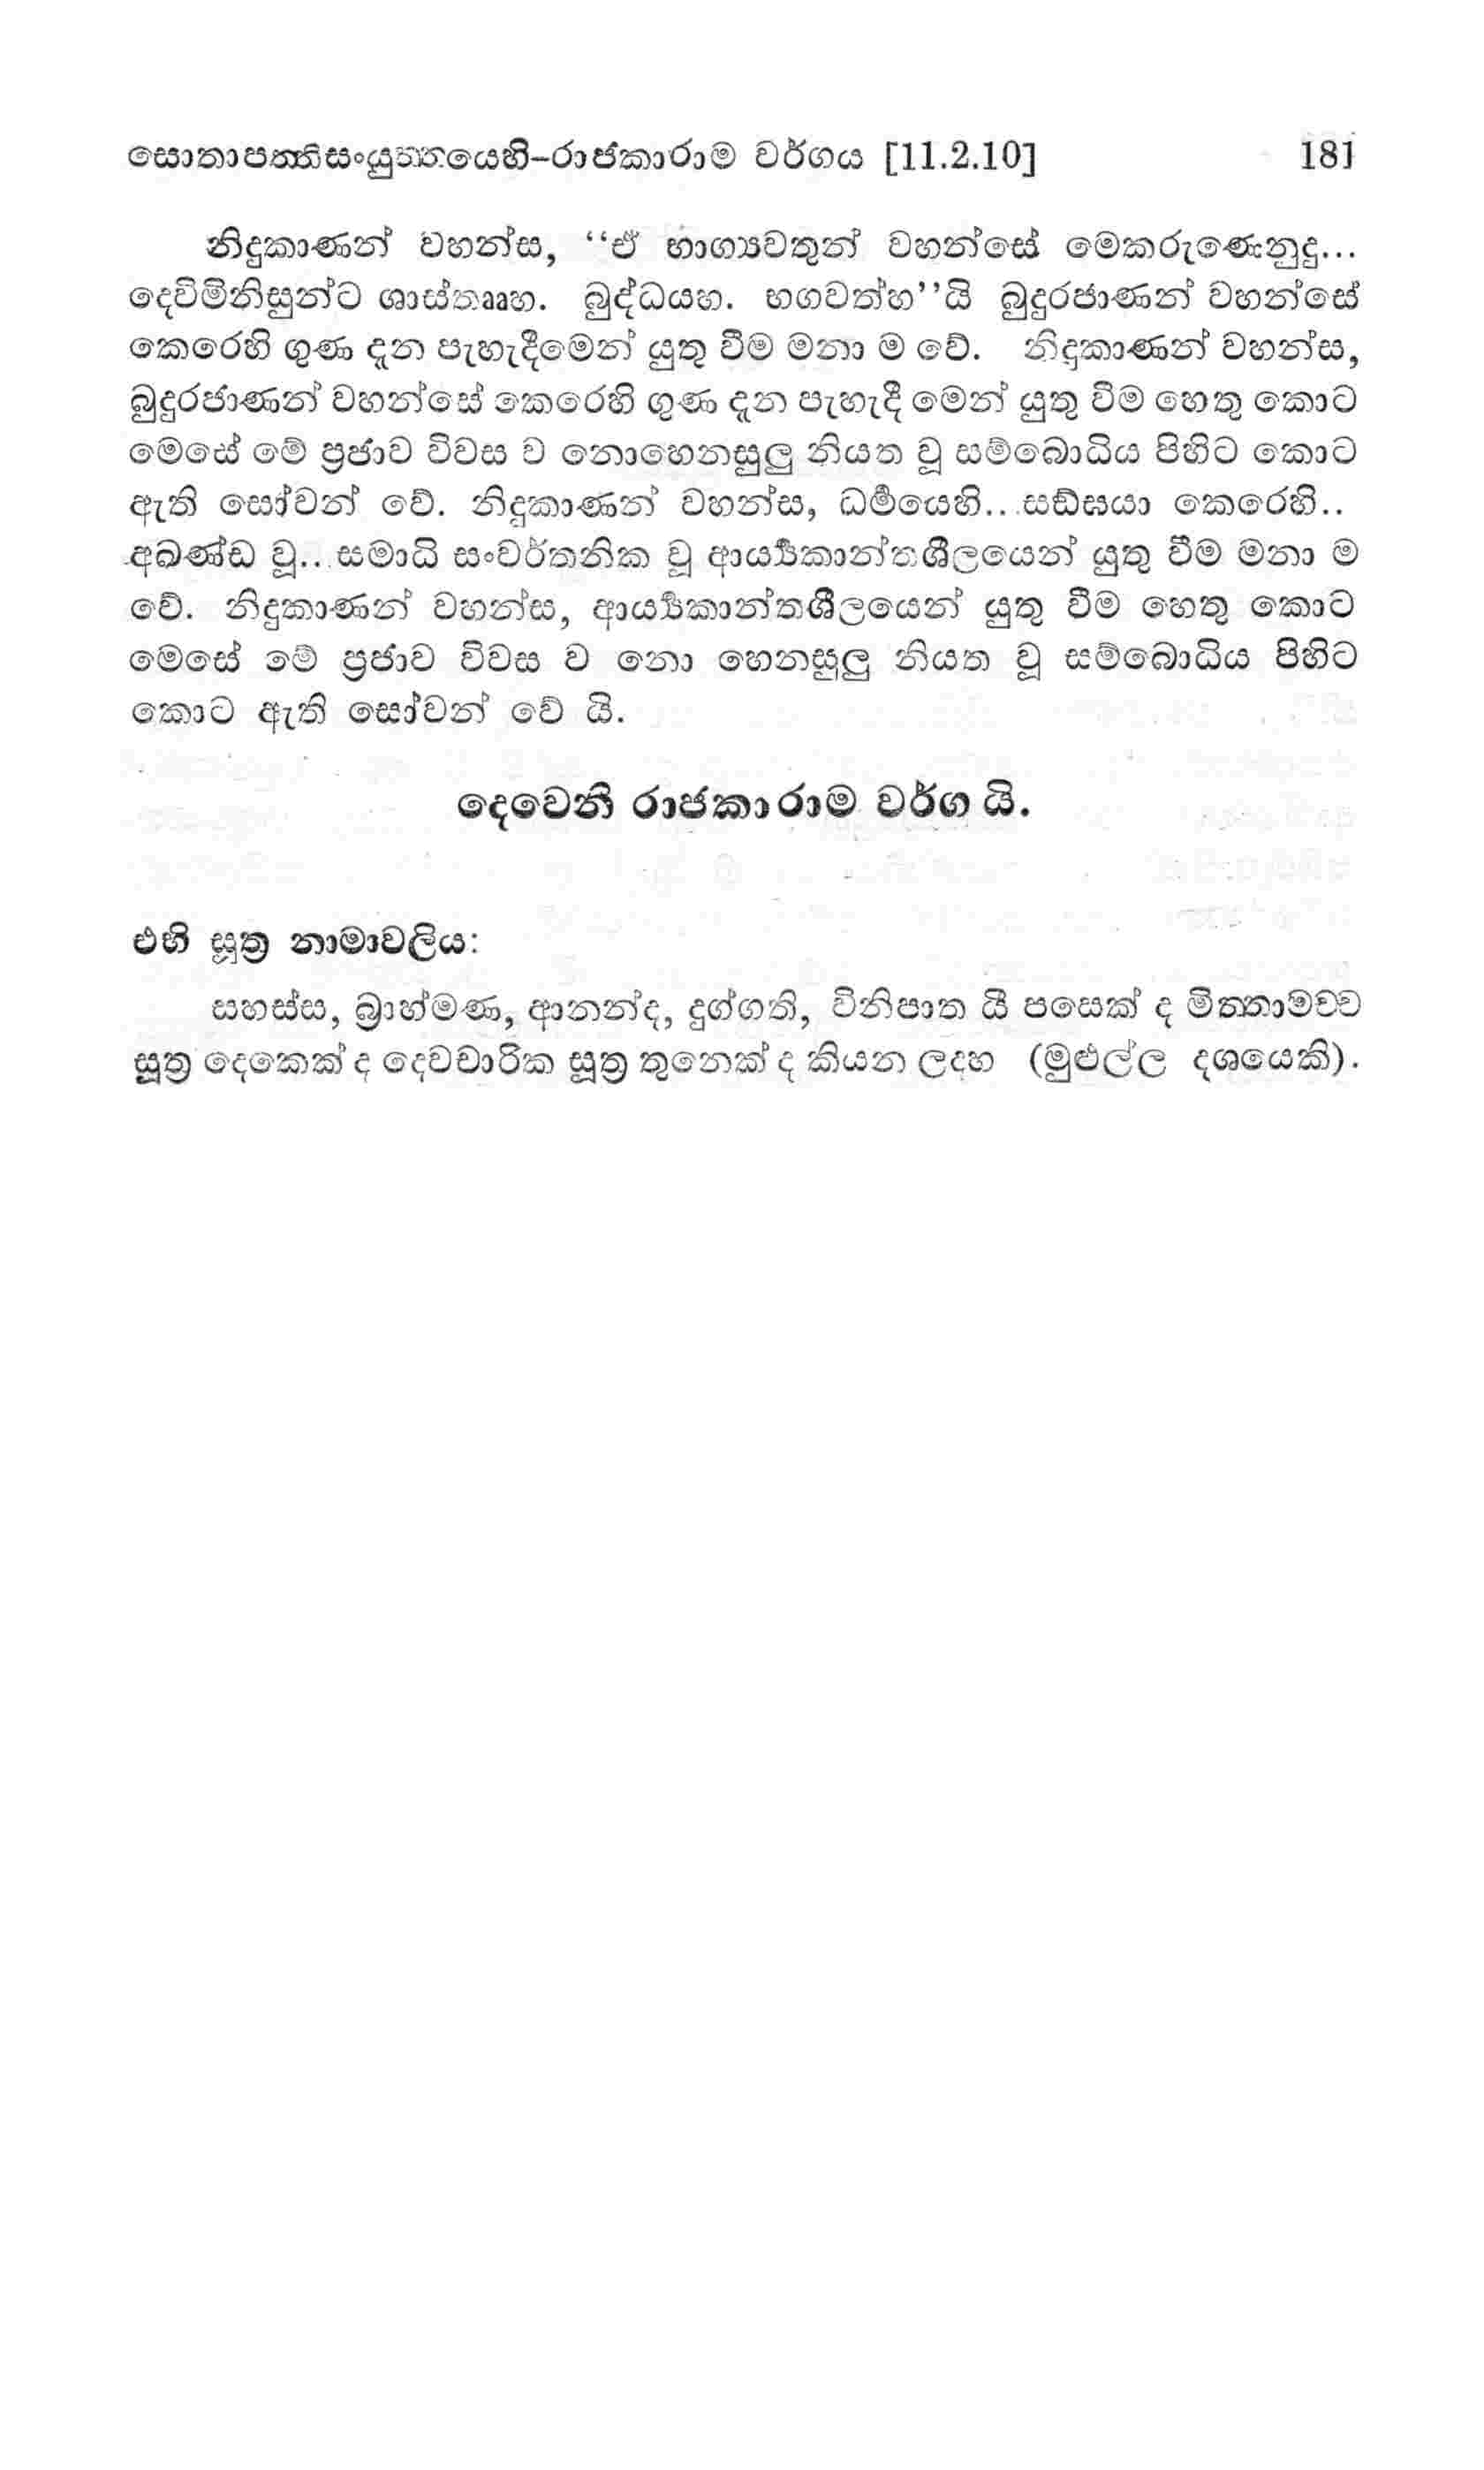 සොතාපත්තිසංයුත්තයෙහි-රාජකාරාම වර්ගය [11.2.10] 181
නිදුකාණන් වහන්ස, “ඒ භාග්‍යවතුන් වහන්සේ මෙකරුණෙනුදු...
දෙවිමිනිසුන්ට ශාස්තෲහ. බුද්ධයහ. භගවත්හ”යි බුදුරජාණන් වහන්සේ
කෙරෙහි ගුණ දැන පැහැදීමෙන් යුතු වීම මනා ම වේ. නිදුකාණන් වහන්ස,
බුදුරජාණන් වහන්සේ කෙරෙහි ගුණ දැන පැහැදී මෙන් යුතු වීම හෙතු කොට
මෙසේ මේ ප්‍රජාව විවස ව නොහෙනසුලු නියත වූ සම්බොධිය පිහිට කොට
ඇති සෝවන් වේ. නිදුකාණන් වහන්ස, ධර්‍මයෙහි...සඞ්ඝයා කෙරෙහි..
අඛණ්ඩ වූ...සමාධි සංවර්තනික වූ ආර්‍ය්‍යකාන්තශීලයෙන් යුතු වීම මනා ම
වේ. නිදුකාණන් වහන්ස, ආර්‍ය්‍යකාන්තශීලයෙන් යුතු වීම හෙතු කොට
මෙසේ මේ ප්‍රජාව විවස ව නො හෙනසුලු නියත වූ සම්බොධිය පිහිට
කොට ඇති සෝවන් වේ යි.
දෙවෙනි රාජකාරාම වර්ග යි.
එහි සූත්‍ර නාමාවලිය:
සහස්ස, බ්‍රාහ්මණ, ආනන්ද, දුග්ගති, විනිපාත යී පසෙක් ද මිත්තාමච්ච
සූත්‍ර දෙකෙක් ද දෙවචාරික සූත්‍ර තුනෙක් ද කියන ලදහ (මුළුල්ල දශයෙකි).